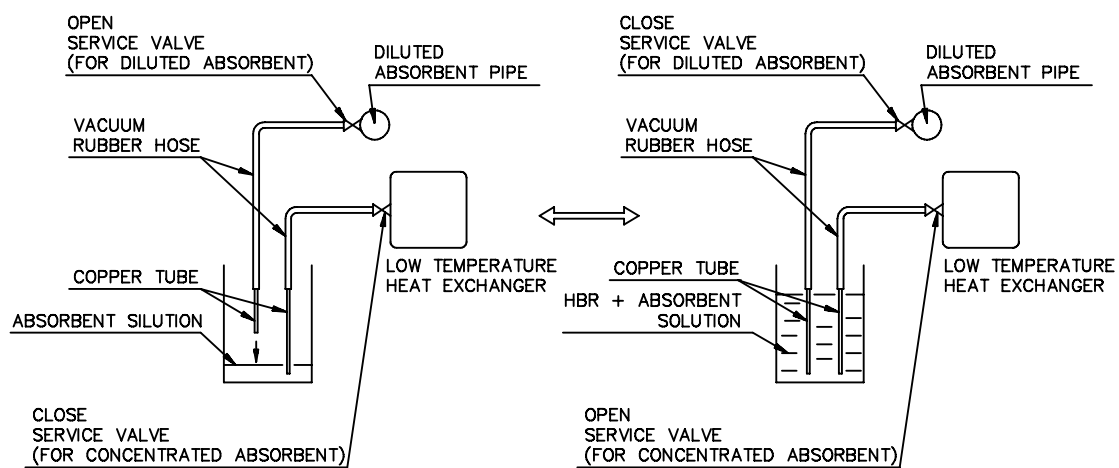 OPEN
SERVICE VALVE
(FOR DILUTED ABSORBENT)
DILUTED
ABSORBENT PIPE
VACUUM
RUBBER HOSE
LOW TEMPERATURE
HEAT EXCHANGER
COPPER TUBE
ABSORBENT SILUTION
CLOSE
SERVICE VALVE
(FOR CONCENTRATED ABSORBENT)
CLOSE
SERVICE VALVE
(FOR DILUTED ABSORBENT)
DILUTED
ABSORBENT PIPE
VACUUM
RUBBER HOSE
LOW TEMPERATURE
HEAT EXCHANGER
COPPER TUBE
HBR + ABSORBENT
SOLUTION
OPEN
SERVICE VALVE
(FOR CONCENTRATED ABSORBENT)